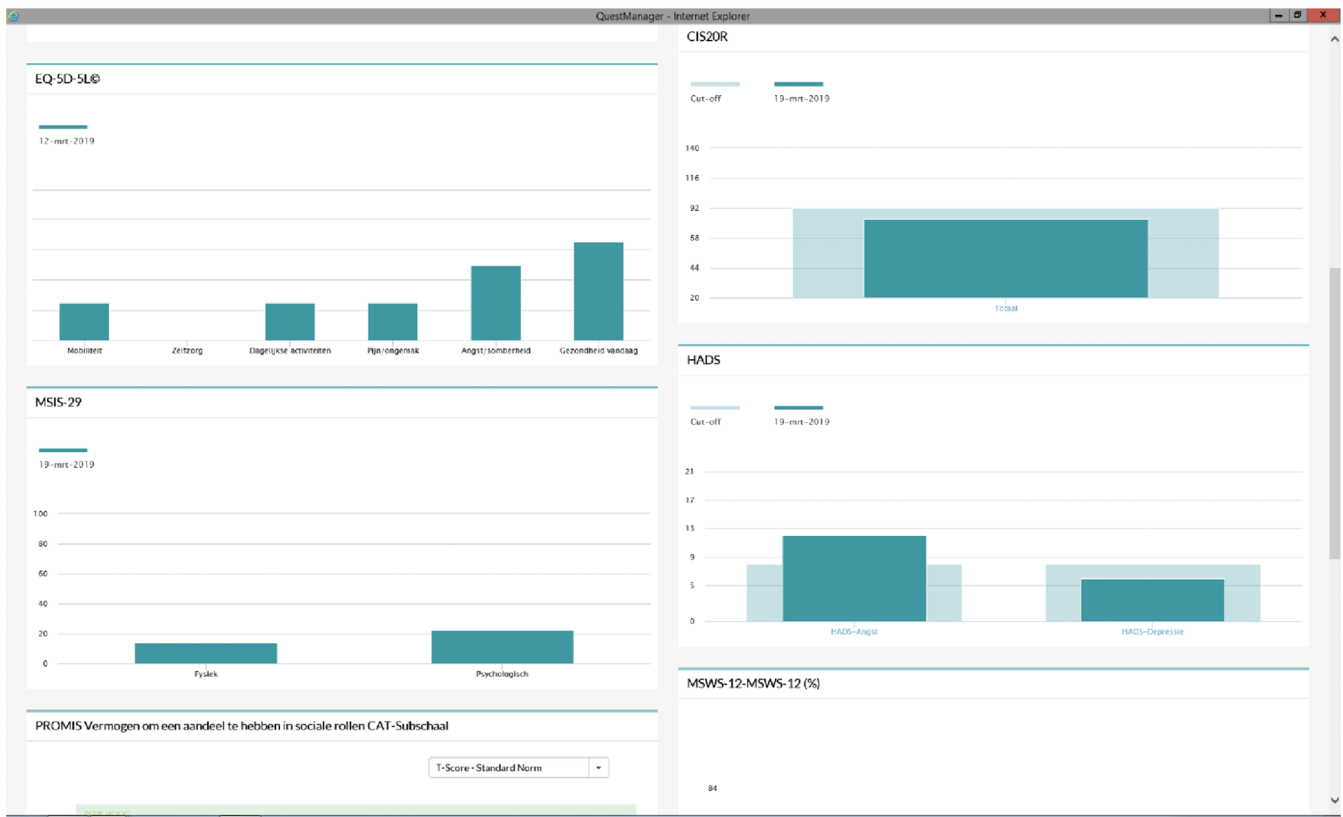 QuestManager - Internet Explorer
EQ-5D-5L©
12-mrt-2019
Mobiliteit Zelfzorg Dagelijkse activiteiten Pijn/ongemak Angst/somberheid Gezondheid vandaag
MSIS-29
19-mrt-2019
100
80
60
40
20
0
Fysiek Psychologisch
PROMIS Vermogen om een aandeel te hebben in sociale rollen CAT-Subschaal
T-Score - Standard Norm
CIS20R
Cut-off 19-mrt-2019
140
116
92
68
44
20
Totaal
HADS
Cut-off 19-mrt-2019
21
17
13
9
5
0
HADS-Angst HADS-Depressie
MSWS-12-MSWS-12 (%)
84